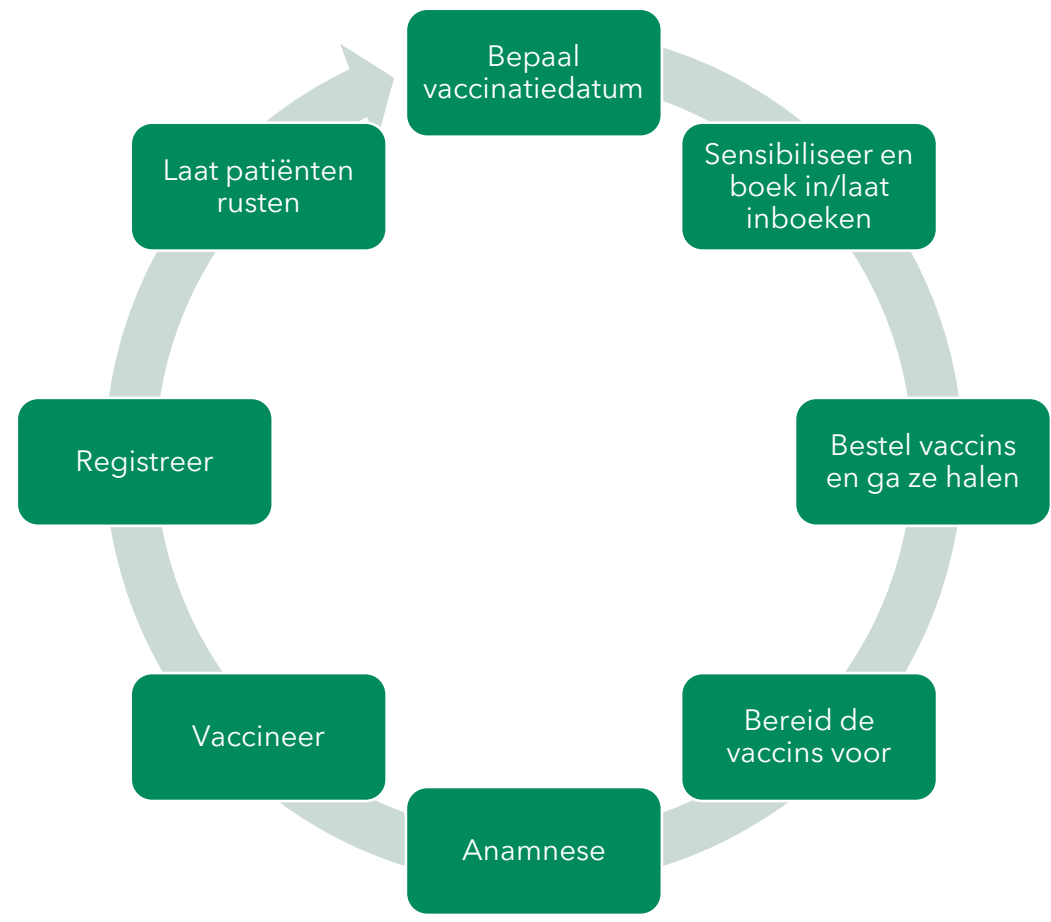 Bepaal
vaccinatiedatum
Sensibiliseer en
boek in/laat
inboeken
Bestel vaccins
en ga ze halen
Bereid de
vaccins voor
Anamnese
Vaccineer
Registreer
Laat patiënten
rusten